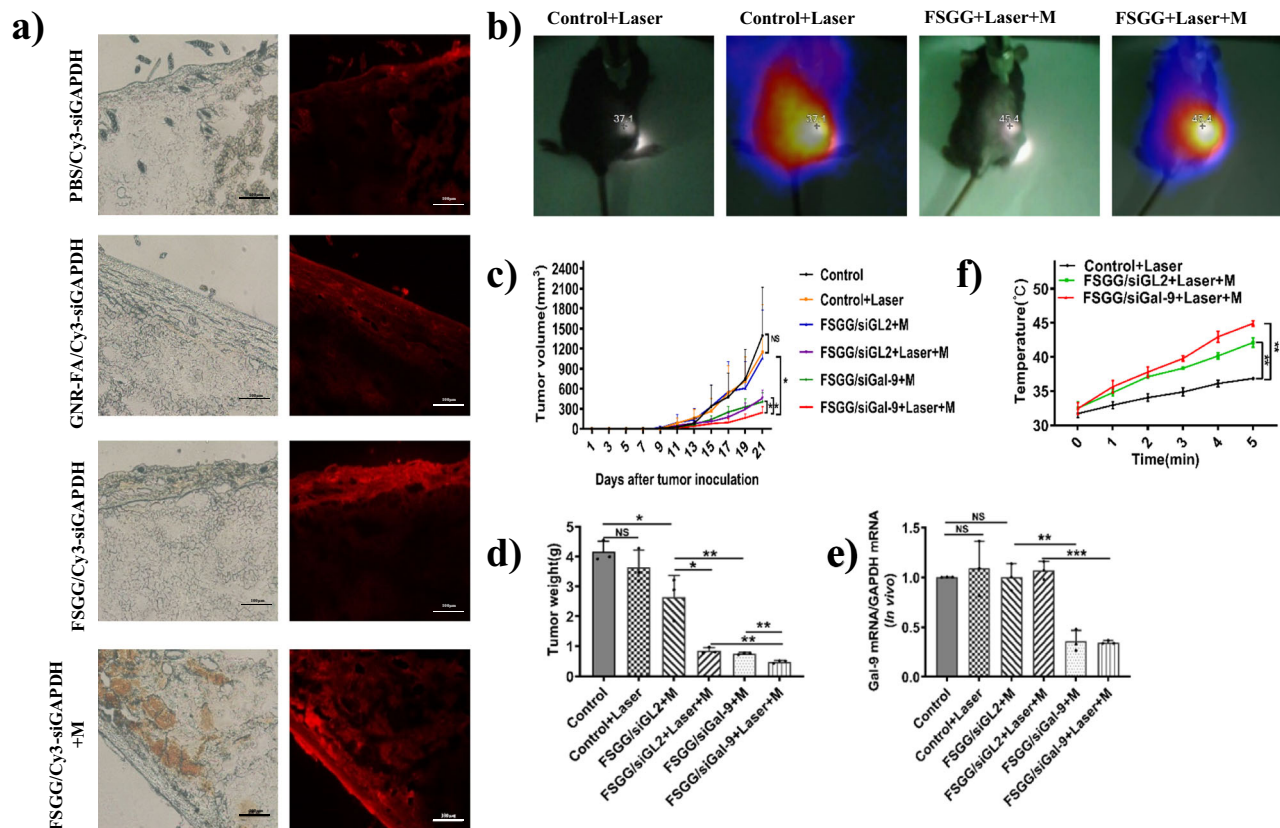 a)
PBS/Cy3-siGAPDH
100μm
GNR-FA/Cy3-siGAPDH
100μm
FSGG/Cy3-siGAPDH
100μm
100μm
FSGG/Cy3-siGAPDH
+M
100μm
b)
Control+Laser
Control+Laser
FSGG+Laser+M
FSGG+Laser+M
37.1
37.1
45.4
45.4
c)
Tumor volume(mm³)
2400
2100
1800
1500
1200
900
600
300
0
1 3 5 7 9 11 13 15 17 19 21
Days after tumor inoculation
Control
Control+Laser
FSGG/siGL2+M
FSGG/siGL2+Laser+M
FSGG/siGal-9+M
FSGG/siGal-9+Laser+M
NS
*
*
*
f)
Control+Laser
FSGG/siGL2+Laser+M
FSGG/siGal-9+Laser+M
Temperature(°C)
50
45
40
35
30
0 1 2 3 4 5
Time(min)
**
**
d)
Tumor weight(g)
5
4
3
2
1
0
*
NS
**
*
**
**
Control
Control+Laser
FSGG/siGL2+M
FSGG/siGL2+Laser+M
FSGG/siGal-9+M
FSGG/siGal-9+Laser+M
e)
Gal-9 mRNA/GAPDH mRNA
(In vivo)
1.5
1.0
0.5
0.0
NS
NS
**
***
Control
Control+Laser
FSGG/siGL2+M
FSGG/siGL2+Laser+M
FSGG/siGal-9+M
FSGG/siGal-9+Laser+M